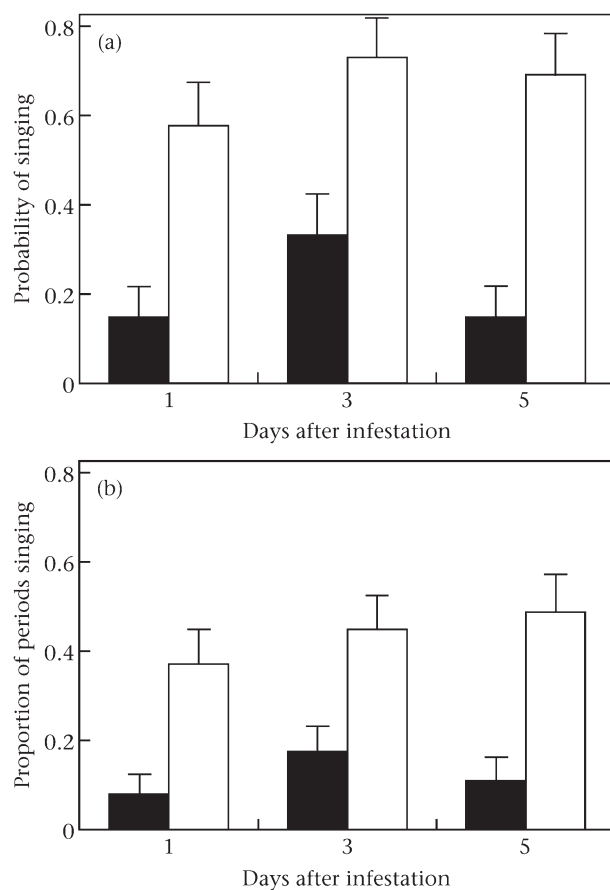 (a)
Probability of singing
0.8
0.6
0.4
0.2
0
1 3 5
Days after infestation
(b)
Proportion of periods singing
0.8
0.6
0.4
0.2
0
1 3 5
Days after infestation